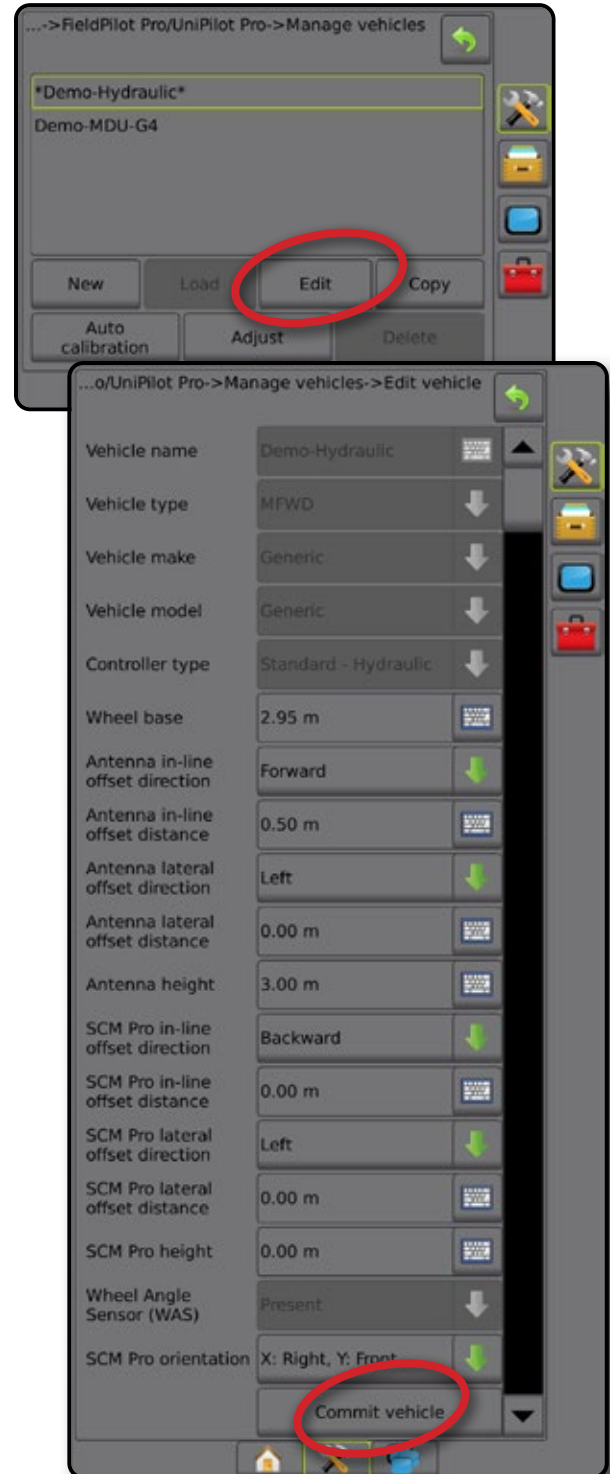 ...->FieldPilot Pro/UniPilot Pro->Manage vehicles
*Demo-Hydraulic*
Demo-MDU-G4
New Load Edit Copy
Auto
calibration Adjust Delete
...o/UniPilot Pro->Manage vehicles->Edit vehicle
Vehicle name Demo-Hydraulic
Vehicle type MFWD
Vehicle make Generic
Vehicle model Generic
Controller type Standard - Hydraulic
Wheel base 2.95 m
Antenna in-line
offset direction Forward
Antenna in-line
offset distance 0.50 m
Antenna lateral
offset direction Left
Antenna lateral
offset distance 0.00 m
Antenna height 3.00 m
SCM Pro in-line
offset direction Backward
SCM Pro in-line
offset distance 0.00 m
SCM Pro lateral
offset direction Left
SCM Pro lateral
offset distance 0.00 m
SCM Pro height 0.00 m
Wheel Angle
Sensor (WAS) Present
SCM Pro orientation X: Right, Y: Front
Commit vehicle